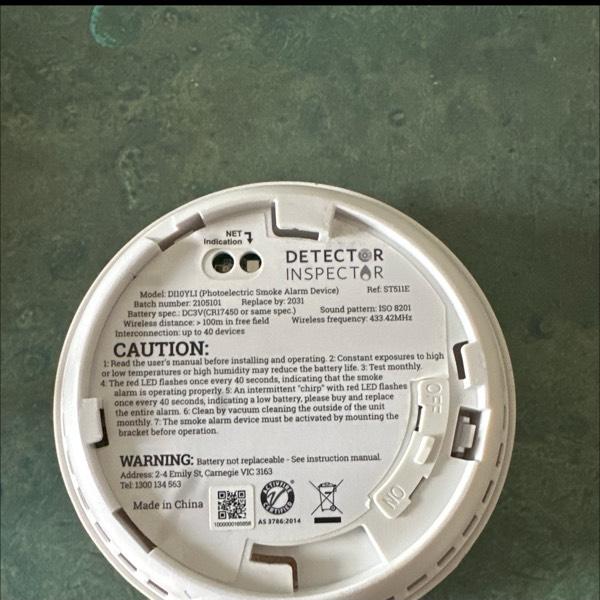 NET
Indication
DETECTOR
INSPECTOR
Model: DI10YLI (Photoelectric Smoke Alarm Device) Ref: ST511E
Batch number: 2105101 Replace by: 2031
Battery spec.: DC3V(CR17450 or same spec.) Sound pattern: ISO 8201
Wireless distance: > 100m in free field Wireless frequency: 433.42MHz
Interconnection: up to 40 devices
CAUTION:
1: Read the user's manual before installing and operating. 2: Constant exposures to high
or low temperatures or high humidity may reduce the battery life. 3: Test monthly.
4: The red LED flashes once every 40 seconds, indicating that the smoke
alarm is operating properly. 5: An intermittent "chirp" with red LED flashes
once every 40 seconds, indicating a low battery, please buy and replace
the entire alarm. 6: Clean by vacuum cleaning the outside of the unit
monthly. 7: The smoke alarm device must be activated by mounting the
bracket before operation.
OFF
WARNING: Battery not replaceable - See instruction manual.
Address: 2-4 Emily St, Carnegie VIC 3163
Tel: 1300 134 563
ON
Made in China
ACTIVFIRE
CERTIFIED
AS 3786:2014